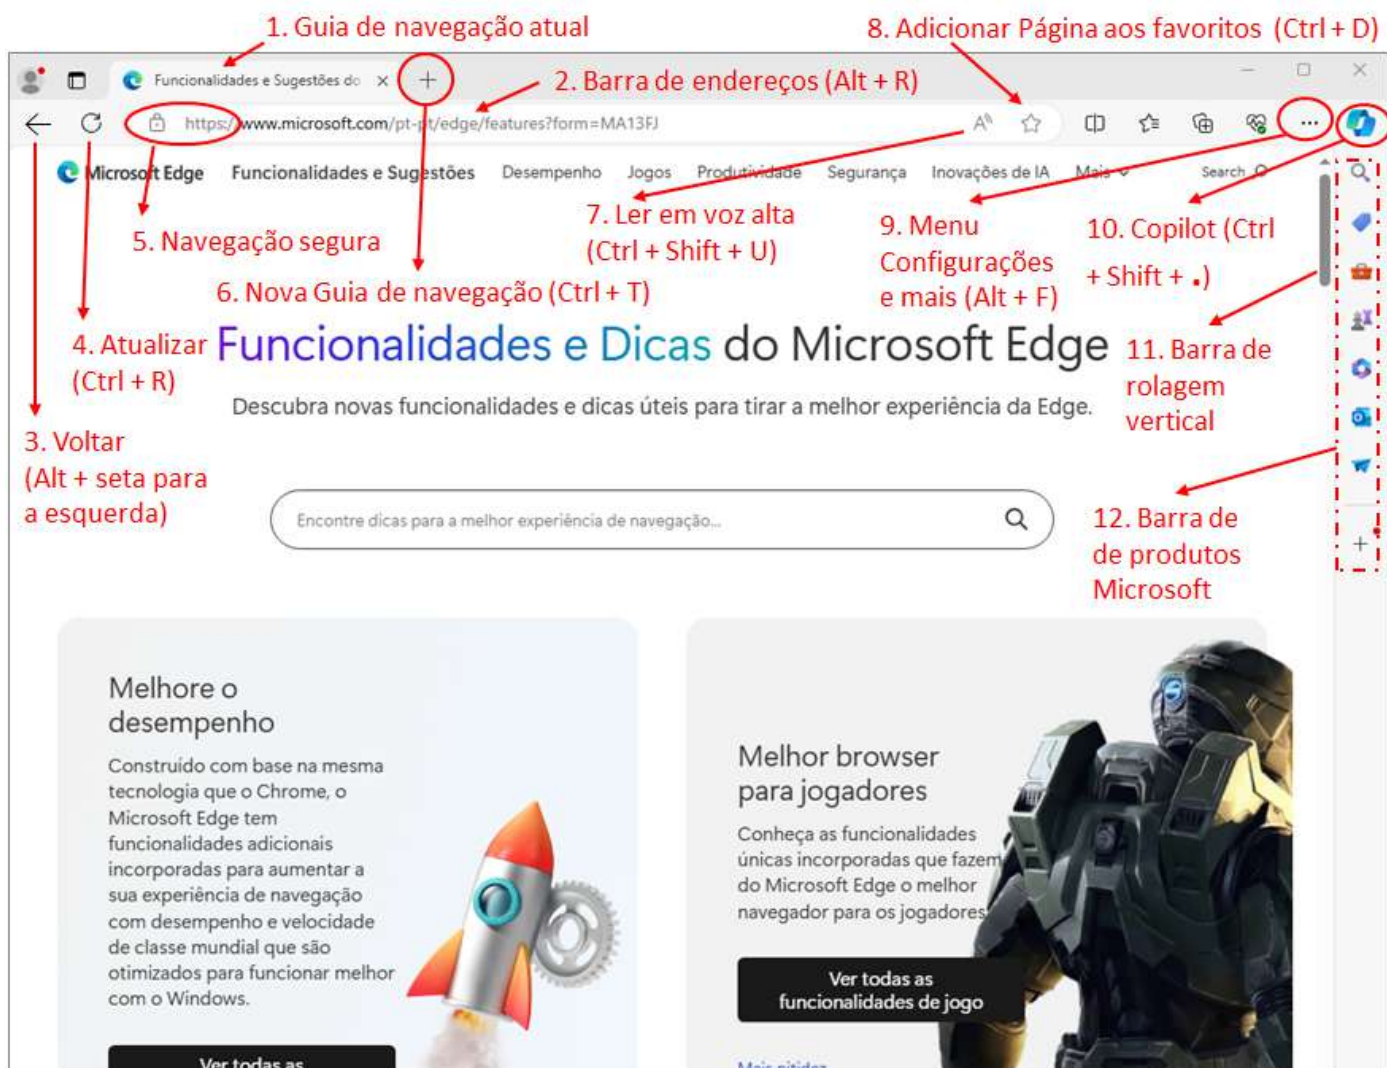 1. Guia de navegação atual
8. Adicionar Página aos favoritos (Ctrl + D)
Funcionalidades e Sugestões do
2. Barra de endereços (Alt + R)
https://www.microsoft.com/pt-pt/edge/features?form=MA13FJ
Microsoft Edge Funcionalidades e Sugestões Desempenho Jogos Produtividade Segurança Inovações de IA Mais Search
5. Navegação segura
7. Ler em voz alta
(Ctrl + Shift + U)
9. Menu
Configurações
e mais (Alt + F)
10. Copilot (Ctrl
+ Shift + .)
6. Nova Guia de navegação (Ctrl + T)
4. Atualizar
(Ctrl + R)
Funcionalidades e Dicas do Microsoft Edge
11. Barra de
rolagem
vertical
Descubra novas funcionalidades e dicas úteis para tirar a melhor experiência da Edge.
3. Voltar
(Alt + seta para
a esquerda)
Encontre dicas para a melhor experiência de navegação...
12. Barra de
de produtos
Microsoft
Melhore o
desempenho
Construído com base na mesma
tecnologia que o Chrome, o
Microsoft Edge tem
funcionalidades adicionais
incorporadas para aumentar a
sua experiência de navegação
com desempenho e velocidade
de classe mundial que são
otimizados para funcionar melhor
com o Windows.
Ver todas as
Melhor browser
para jogadores
Conheça as funcionalidades
únicas incorporadas que fazem
do Microsoft Edge o melhor
navegador para os jogadores
Ver todas as
funcionalidades de jogo
Mais nitidez